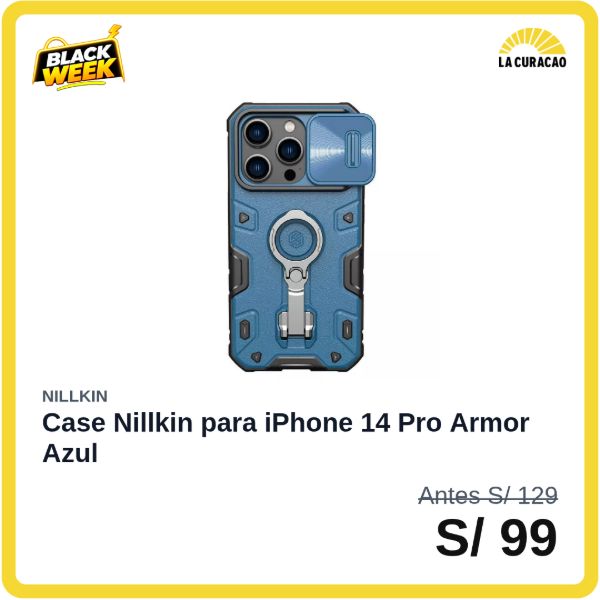 BLACK
WEEK
LA CURACAO
NILLKIN
Case Nillkin para iPhone 14 Pro Armor
Azul
Antes S/ 129
S/ 99